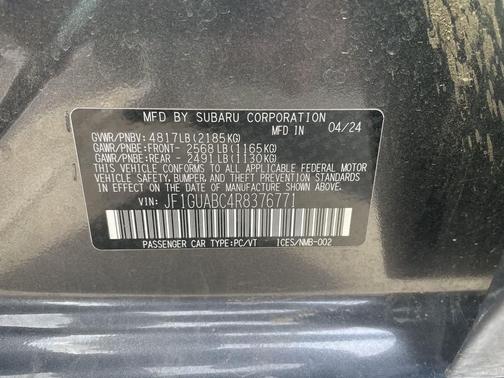 MFD BY SUBARU CORPORATION
MFD IN 04/24
GVWR/PNBV: 4817LB(2185KG)
GAWR/PNBE:FRONT- 2568LB(1165KG)
GAWR/PNBE:REAR - 2491LB(1130KG)
THIS VEHICLE CONFORMS TO ALL APPLICABLE FEDERAL MOTOR
VEHICLE SAFETY, BUMPER, AND THEFT PREVENTION STANDARDS
IN EFFECT ON THE DATE OF MANUFACTURE SHOWN ABOVE.
VIN: JF1GUABC4R8376771
PASSENGER CAR TYPE:PC/VT ICES/NMB-002